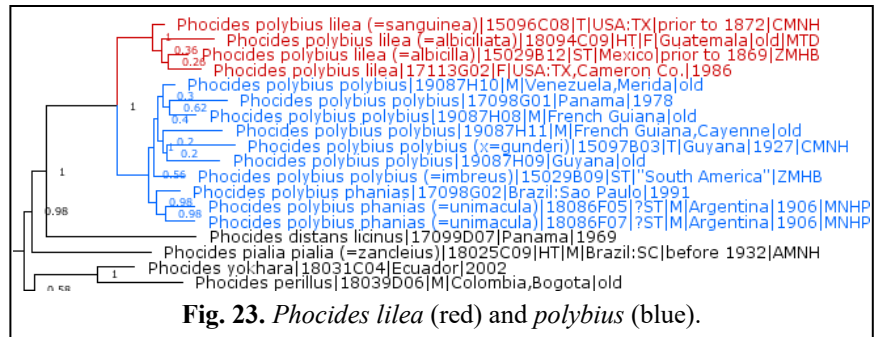 Phocides polybius lilea (=sanguinea)|15096C08|T|USA:TX|prior to 1872|CMNH
1
Phocides polybius lilea (=albiciliata)|18094C09|HT|F|Guatemala|old|MTD
0.36
Phocides polybius lilea (=albicilla)|15029B12|ST|Mexico|prior to 1869|ZMHB
0.26
Phocides polybius lilea|17113G02|F|USA:TX,Cameron Co.|1986
Phocides polybius polybius|19087H10|M|Venezuela,Merida|old
0.3
Phocides polybius polybius|17098G01|Panama|1978
1 0.62
Phocides polybius polybius|19087H08|M|French Guiana|old
0.4
Phocides polybius polybius|19087H11|M|French Guiana,Cayenne|old
0.2
Phocides polybius polybius (x=gunderi)|15097B03|T|Guyana|1927|CMNH
1
0.2
Phocides polybius polybius|19087H09|Guyana|old
1 0.56
Phocides polybius polybius (=imbreus)|15029B09|ST|"South America"|ZMHB
Phocides polybius phanias|17098G02|Brazil:Sao Paulo|1991
0.98
Phocides polybius phanias (=unimacula)|18086F05|?ST|M|Argentina|1906|MNHP
0.98 0.98
Phocides polybius phanias (=unimacula)|18086F07|?ST|M|Argentina|1906|MNHP
Phocides distans licinus|17099D07|Panama|1969
Phocides pialia pialia (=zancleius)|18025C09|HT|M|Brazil:SC|before 1932|AMNH
Phocides yokhara|18031C04|Ecuador|2002
1
Phocides perillus|18039D06|M|Colombia,Bogota|old
0.58
Fig. 23. Phocides lilea (red) and polybius (blue).